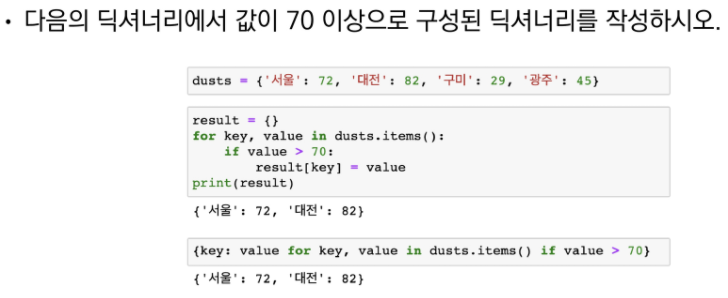 • 다음의 딕셔너리에서 값이 70 이상으로 구성된 딕셔너리를 작성하시오.
dusts = {'서울': 72, '대전': 82, '구미': 29, '광주': 45}
result = {}
for key, value in dusts.items():
    if value > 70:
        result[key] = value
print(result)
{'서울': 72, '대전': 82}
{key: value for key, value in dusts.items() if value > 70}
{'서울': 72, '대전': 82}